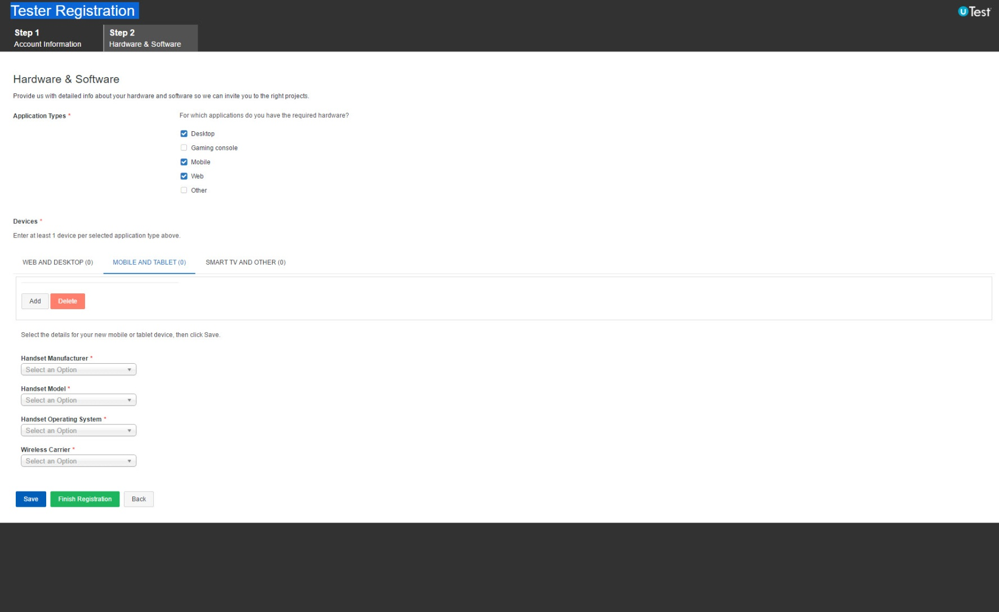 Tester Registration
uTest
Step 1
Account Information
Step 2
Hardware & Software
Hardware & Software
Provide us with detailed info about your hardware and software so we can invite you to the right projects.
Application Types *
For which applications do you have the required hardware?
Desktop
Gaming console
Mobile
Web
Other
Devices *
Enter at least 1 device per selected application type above.
WEB AND DESKTOP (0)
MOBILE AND TABLET (0)
SMART TV AND OTHER (0)
Add
Delete
Select the details for your new mobile or tablet device, then click Save.
Handset Manufacturer *
Select an Option
Handset Model *
Select an Option
Handset Operating System *
Select an Option
Wireless Carrier *
Select an Option
Save
Finish Registration
Back